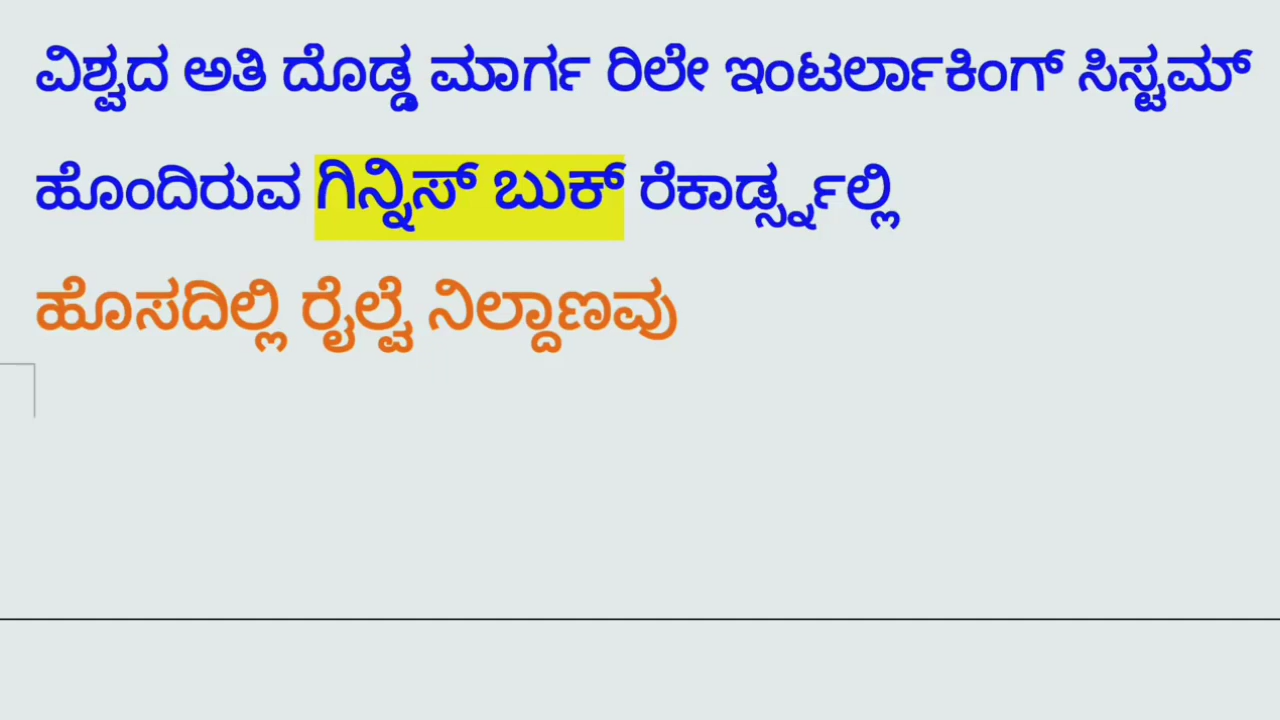 ವಿಶ್ವದ ಅತಿ ದೊಡ್ಡ ಮಾರ್ಗ ರಿಲೇ ಇಂಟರ್ಲಾಕಿಂಗ್ ಸಿಸ್ಟಮ್
ಹೊಂದಿರುವ ಗಿನ್ನಿಸ್ ಬುಕ್ ರೆಕಾರ್ಡ್ಸ್ನಲ್ಲಿ
ಹೊಸದಿಲ್ಲಿ ರೈಲ್ವೆ ನಿಲ್ದಾಣವು